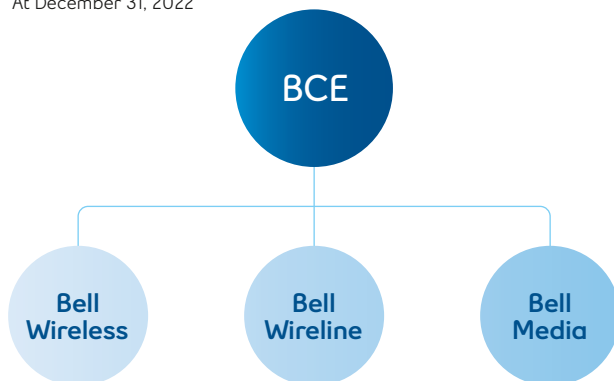 At December 31, 2022
BCE
Bell
Wireless
Bell
Wireline
Bell
Media